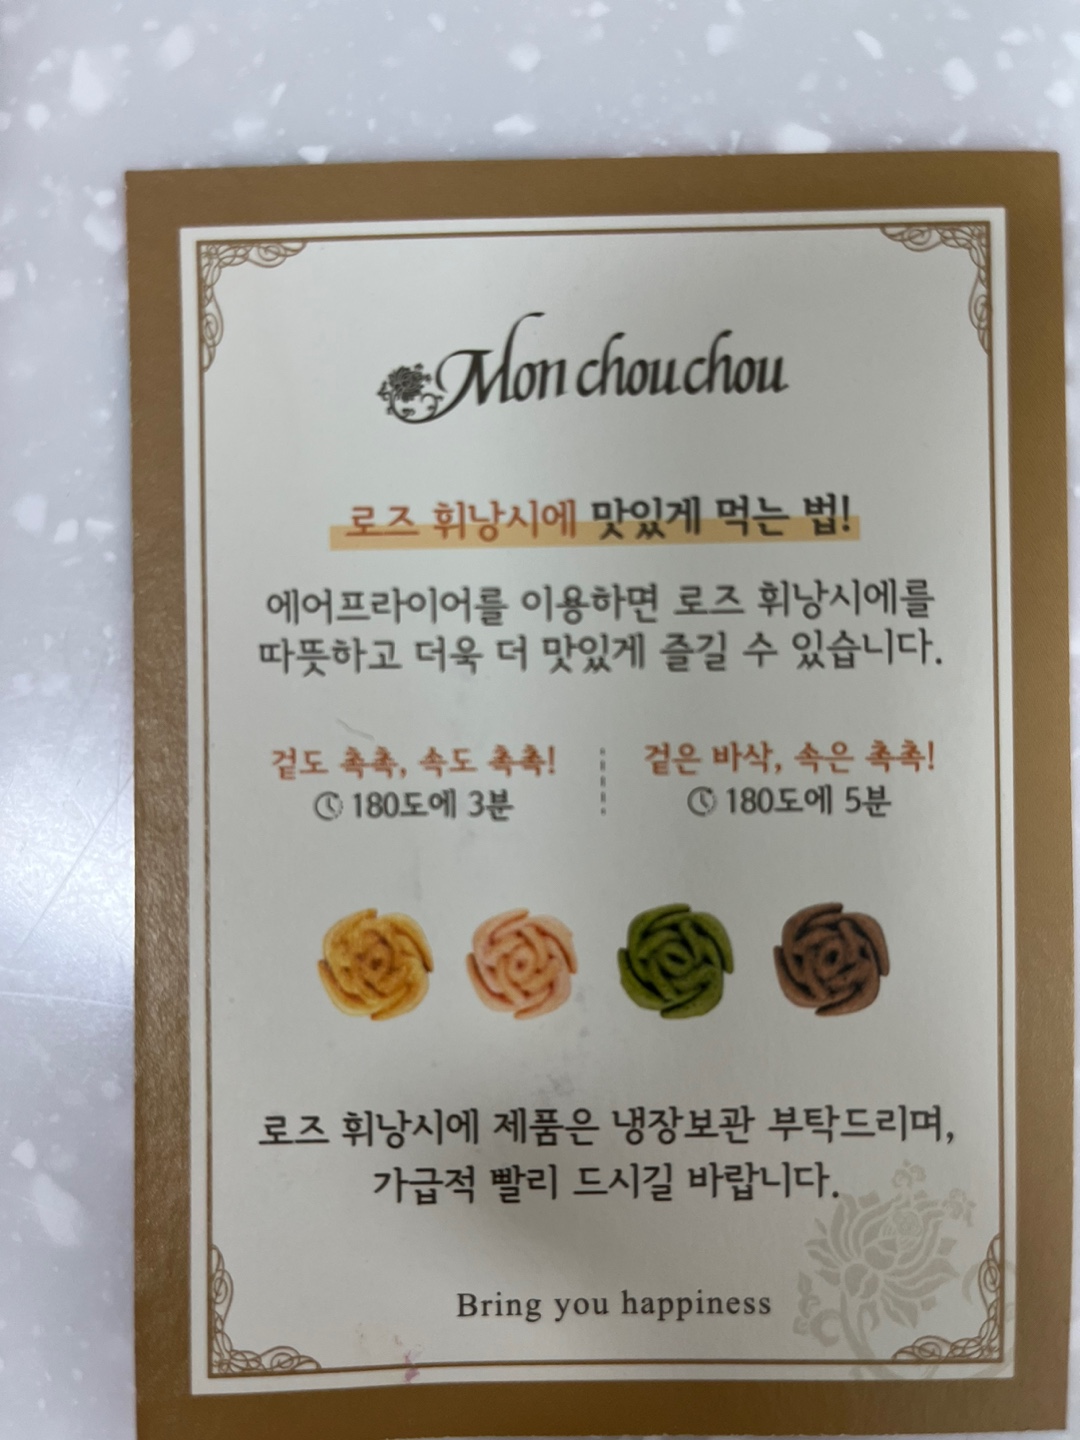 Mon chouchou
로즈 휘낭시에 맛있게 먹는 법!
에어프라이어를 이용하면 로즈 휘낭시에를
따뜻하고 더욱 더 맛있게 즐길 수 있습니다.
겉도 촉촉, 속도 촉촉!
180도에 3분
겉은 바삭, 속은 촉촉!
180도에 5분
로즈 휘낭시에 제품은 냉장보관 부탁드리며,
가급적 빨리 드시길 바랍니다.
Bring you happiness